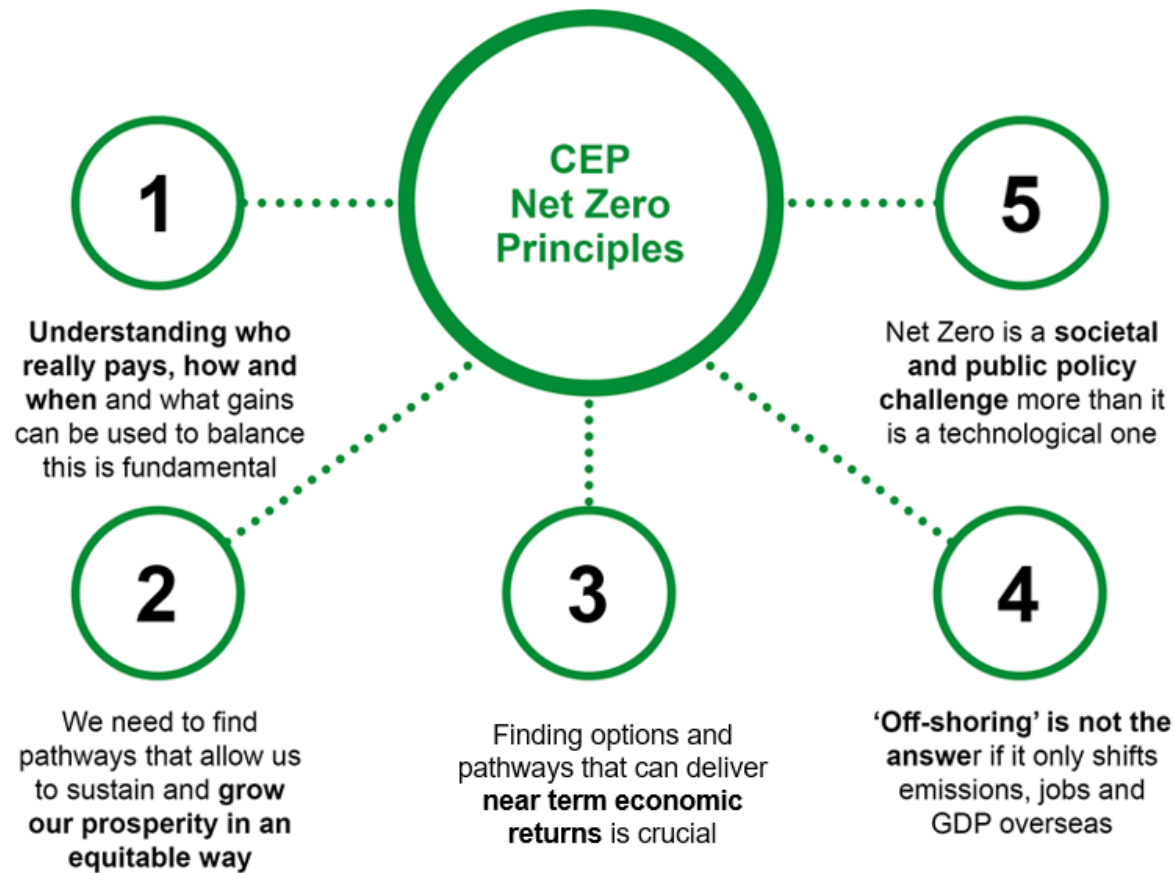 CEP
Net Zero
Principles
1
Understanding who
really pays, how and
when and what gains
can be used to balance
this is fundamental
2
We need to find
pathways that allow us
to sustain and grow
our prosperity in an
equitable way
3
Finding options and
pathways that can deliver
near term economic
returns is crucial
4
‘Off-shoring’ is not the
answer if it only shifts
emissions, jobs and
GDP overseas
5
Net Zero is a societal
and public policy
challenge more than it
is a technological one